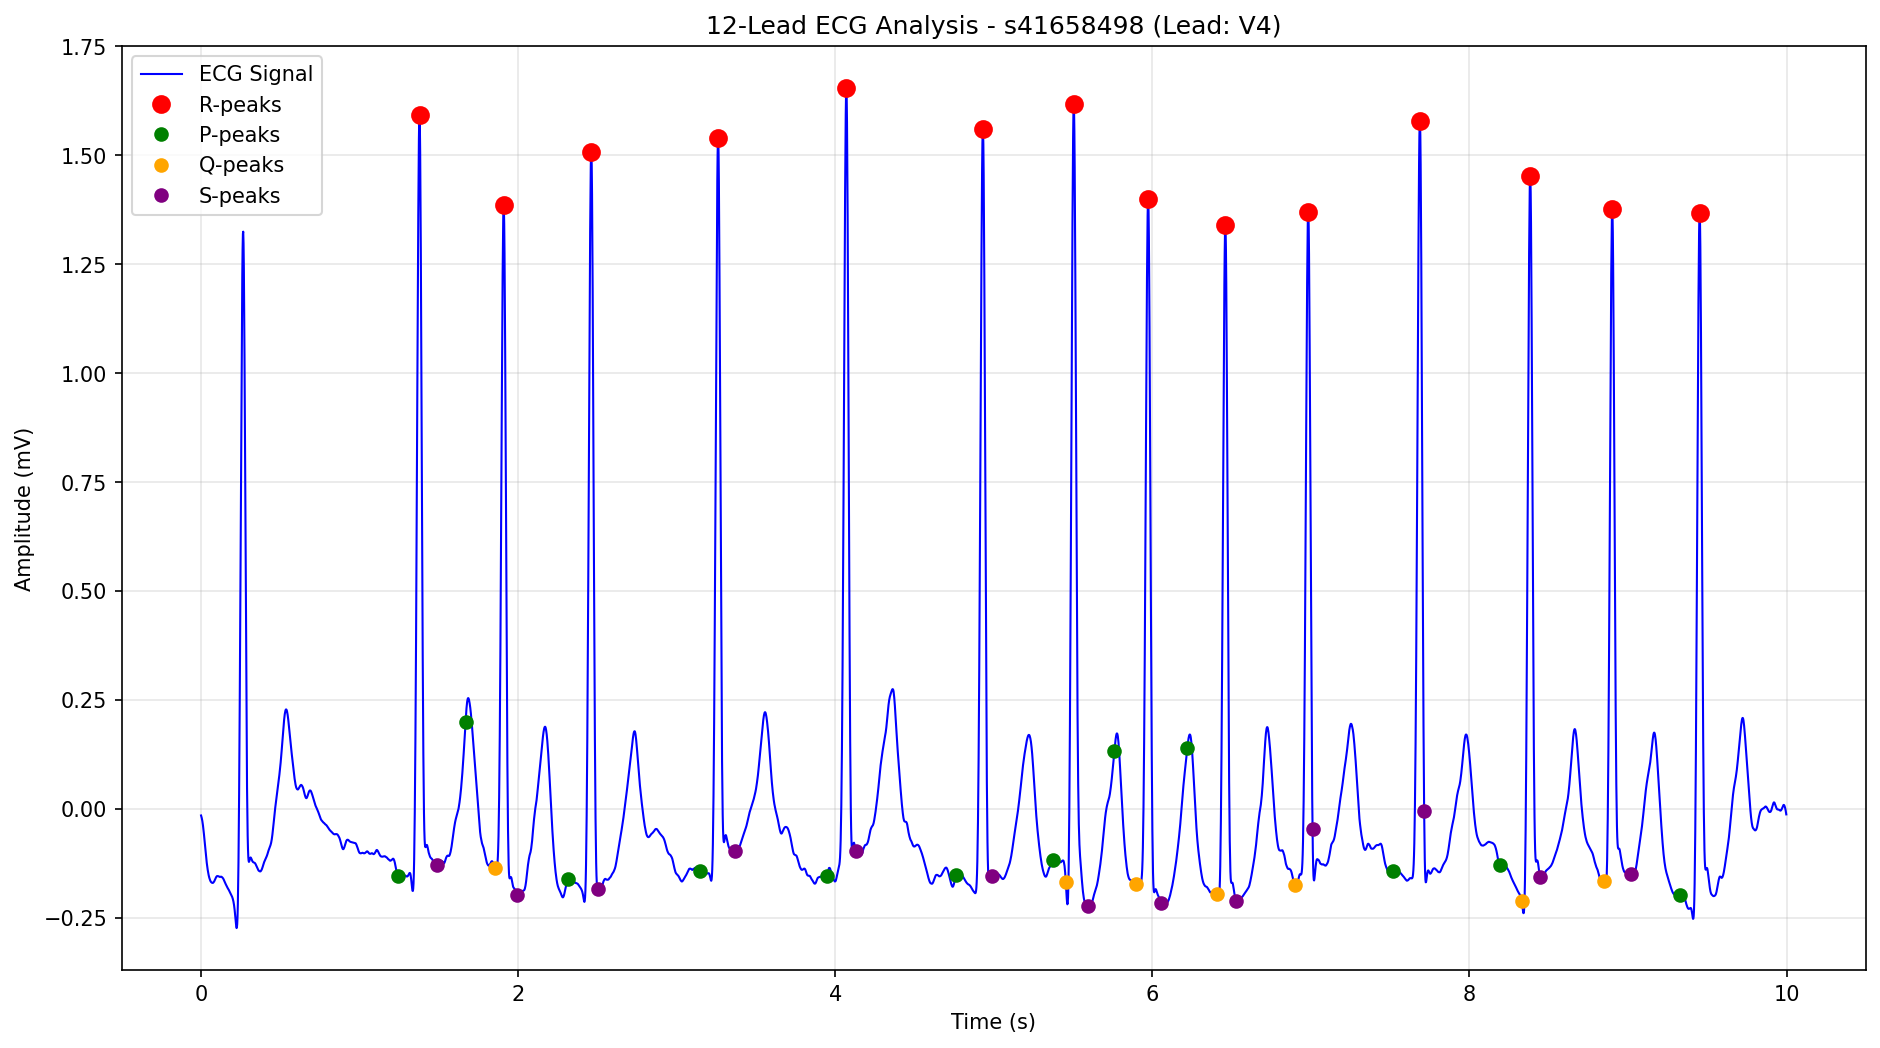 12-Lead ECG Analysis - s41658498 (Lead: V4)
ECG Signal
R-peaks
P-peaks
Q-peaks
S-peaks
Amplitude (mV)
1.75
1.50
1.25
1.00
0.75
0.50
0.25
0.00
−0.25
0 2 4 6 8 10
Time (s)